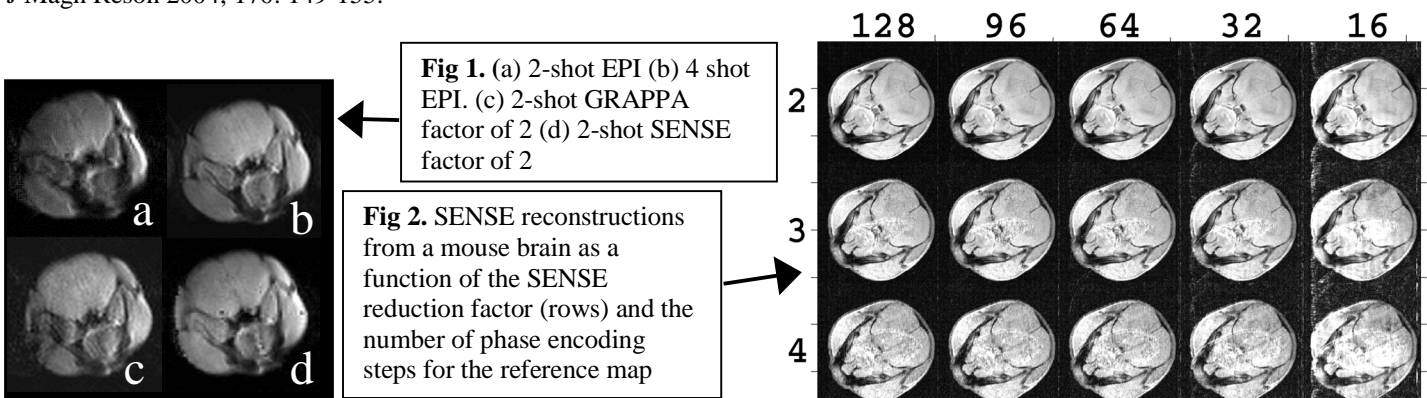 J Magn Reson 2004; 170: 149-155.
Fig 1. (a) 2-shot EPI (b) 4 shot
EPI. (c) 2-shot GRAPPA
factor of 2 (d) 2-shot SENSE
factor of 2
a
b
c
d
Fig 2. SENSE reconstructions
from a mouse brain as a
function of the SENSE
reduction factor (rows) and the
number of phase encoding
steps for the reference map
128 96 64 32 16
2
3
4